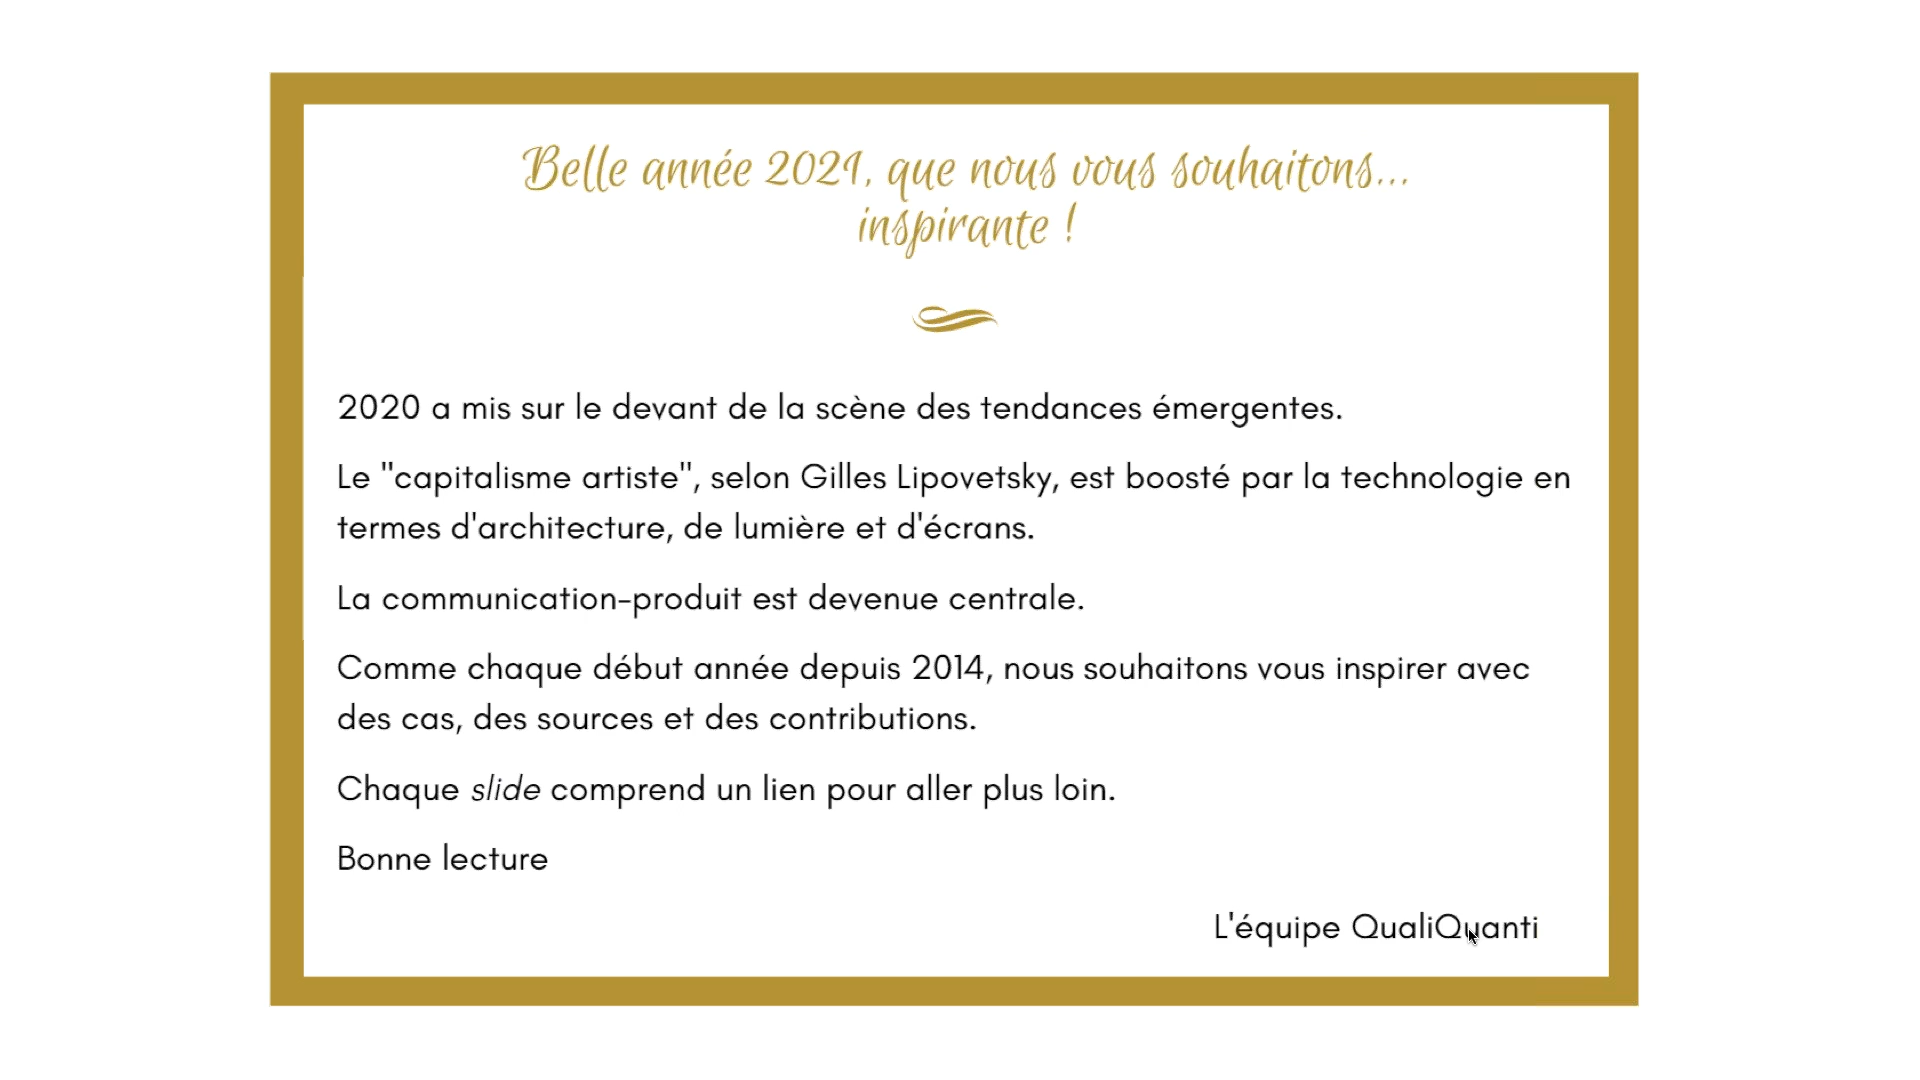 Belle année 2021, que nous vous souhaitons...
inspirante !
2020 a mis sur le devant de la scène des tendances émergentes.
Le "capitalisme artiste", selon Gilles Lipovetsky, est boosté par la technologie en
termes d'architecture, de lumière et d'écrans.
La communication-produit est devenue centrale.
Comme chaque début année depuis 2014, nous souhaitons vous inspirer avec
des cas, des sources et des contributions.
Chaque slide comprend un lien pour aller plus loin.
Bonne lecture
L'équipe QualiQuanti